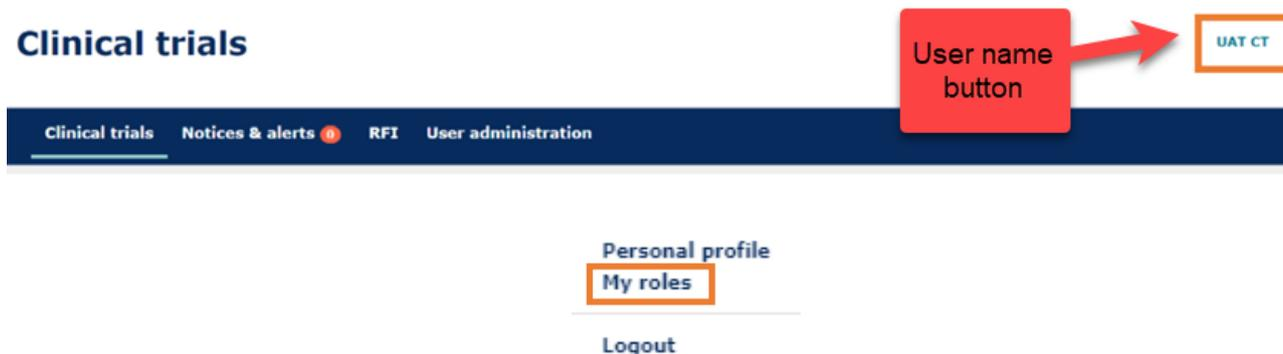 Clinical trials
User name
button
UAT CT
Clinical trials Notices & alerts 0 RFI User administration
Personal profile
My roles
Logout